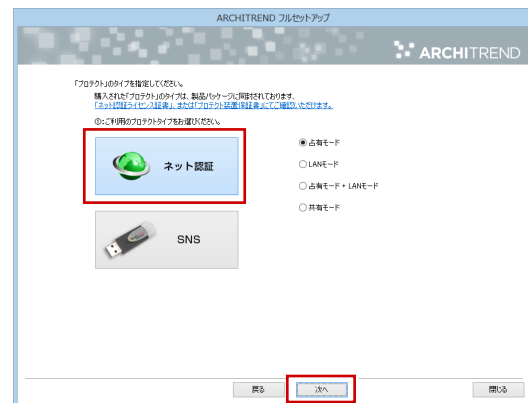 ARCHITREND フルセットアップ
ARCHITREND
「プロテクト」のタイプを指定してください。
購入された「プロテクト」のタイプは、製品パッケージに同封されております、
「ネット認証ライセンス証書」、または「プロテクト装置保証書」にてご確認いただけます。
①:ご利用のプロテクトタイプをお選びください。
ネット認証
占有モード
LANモード
占有モード + LANモード
共有モード
SNS
戻る
次へ
閉じる